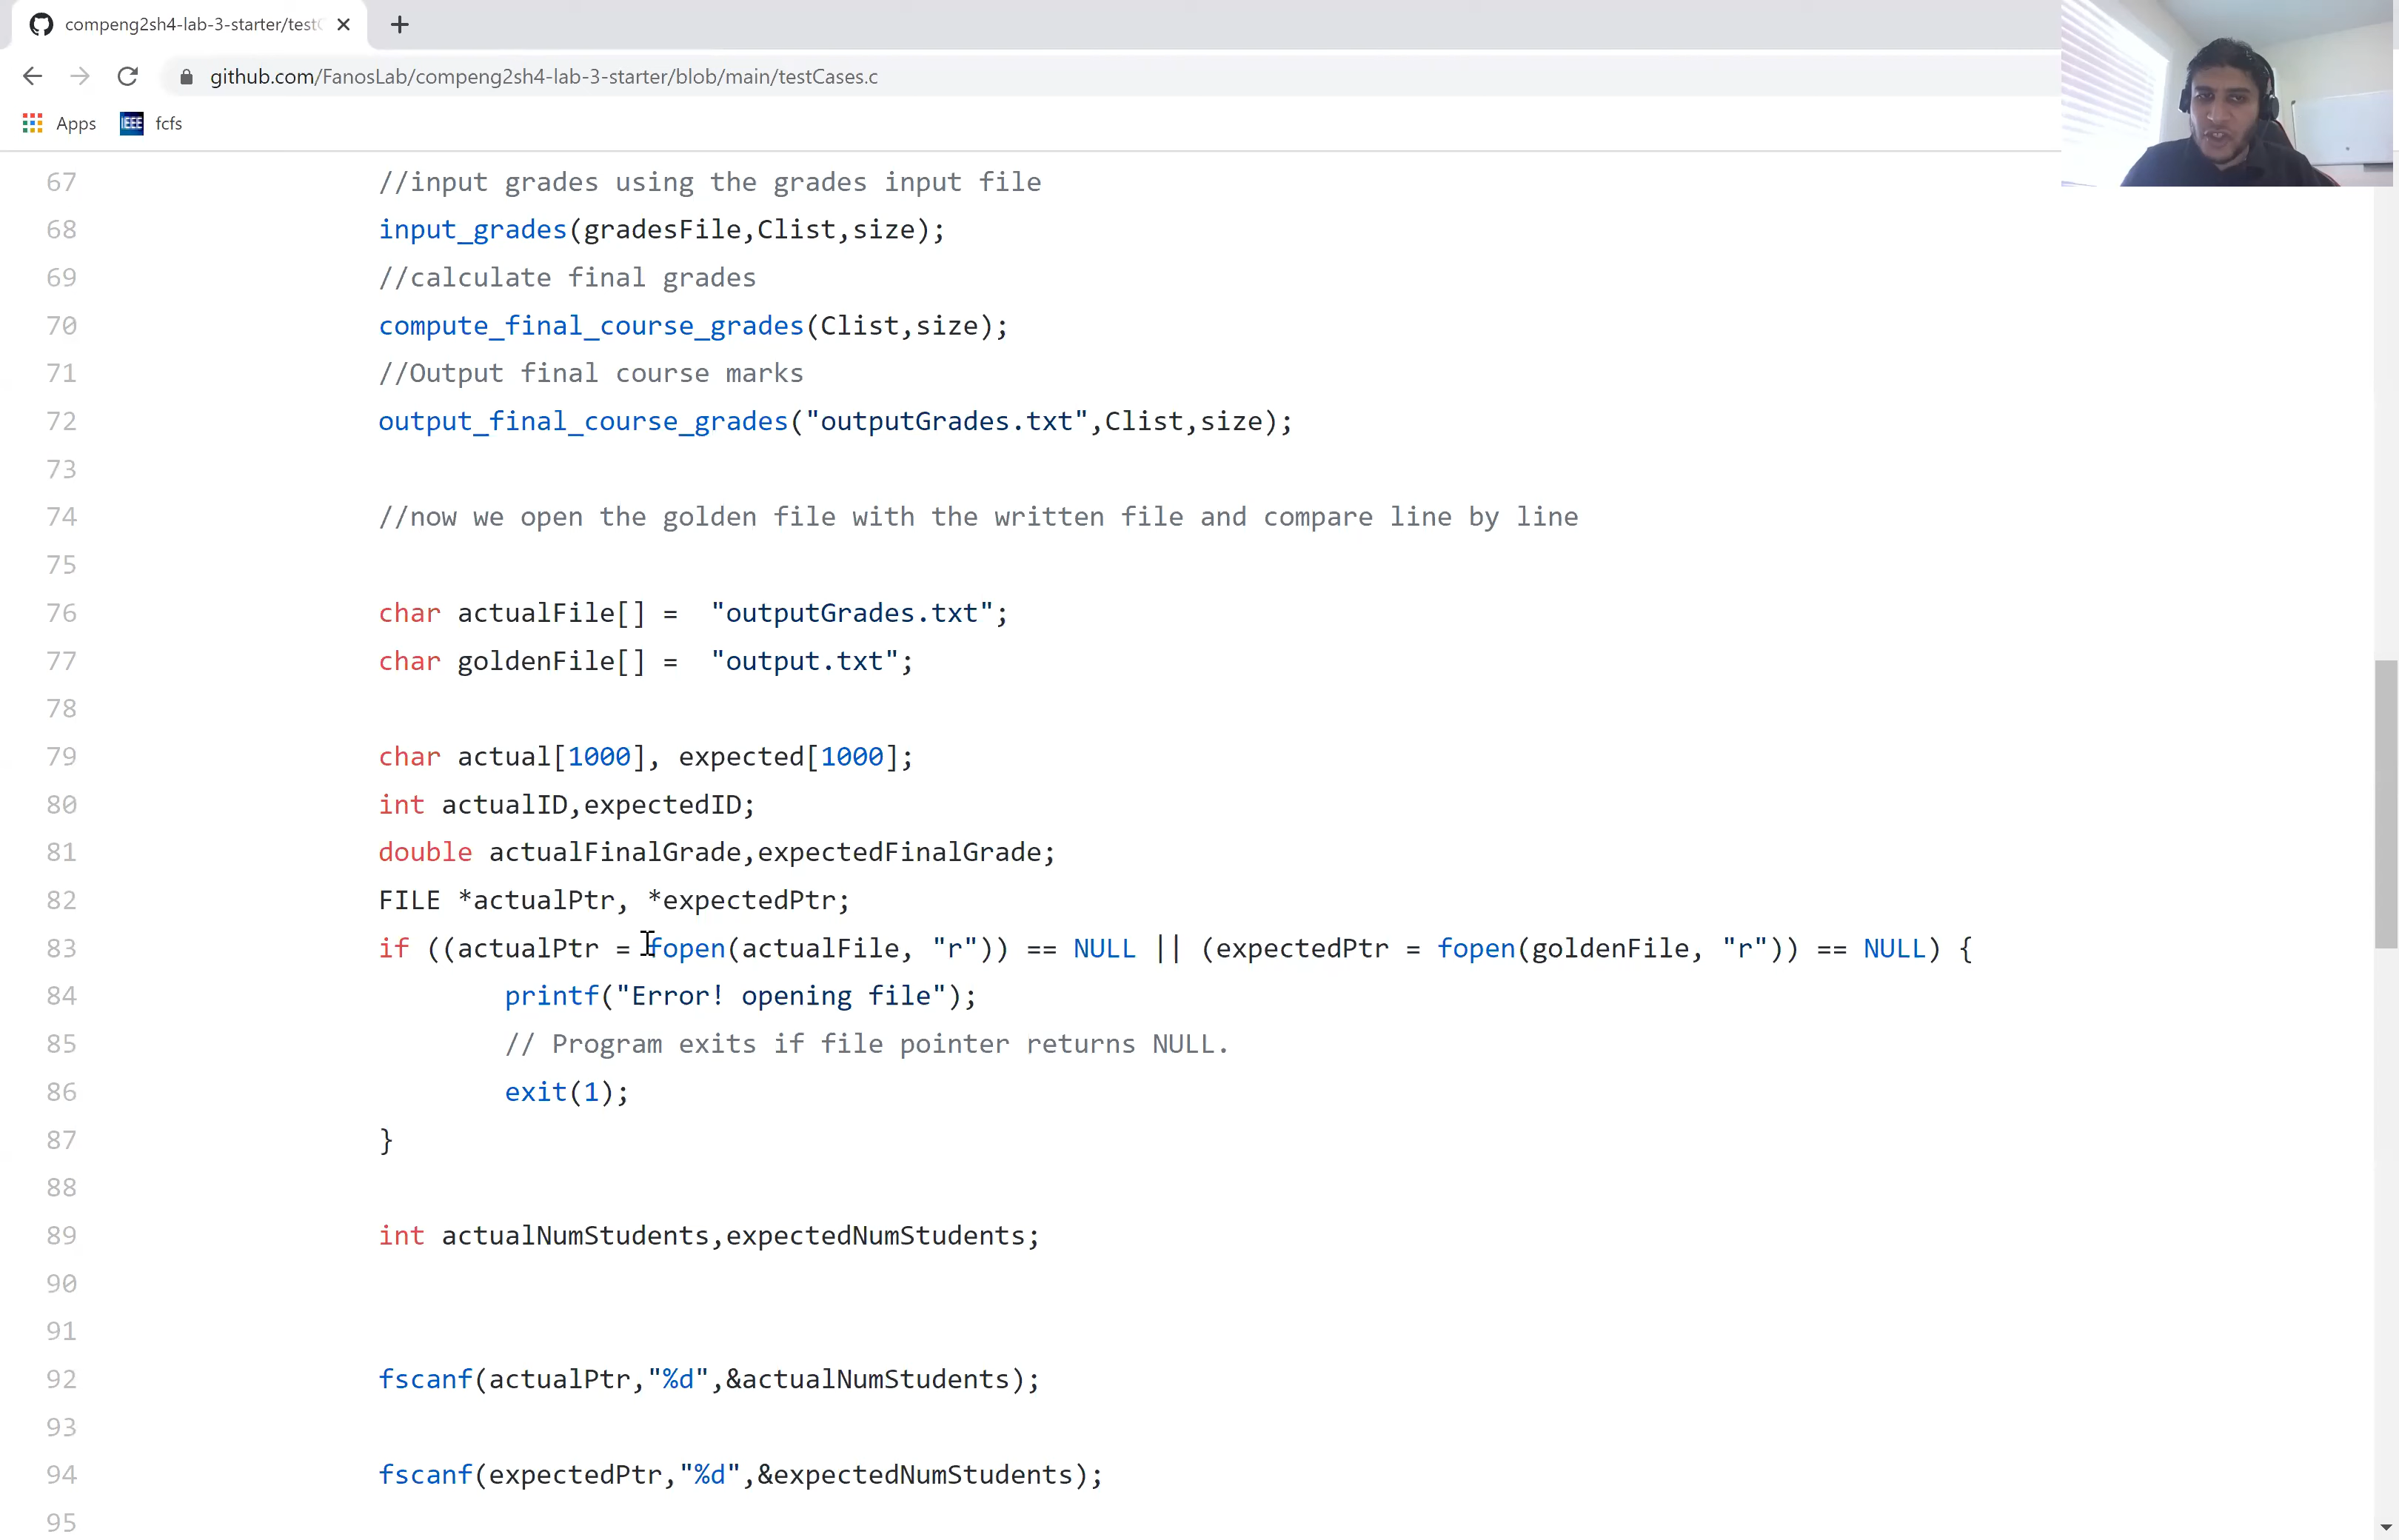 compeng2sh4-lab-3-starter/testC
github.com/FanosLab/compeng2sh4-lab-3-starter/blob/main/testCases.c
Apps IEEE fcfs
67 //input grades using the grades input file
68 input_grades(gradesFile,Clist,size);
69 //calculate final grades
70 compute_final_course_grades(Clist,size);
71 //Output final course marks
72 output_final_course_grades("outputGrades.txt",Clist,size);
73
74 //now we open the golden file with the written file and compare line by line
75
76 char actualFile[] =  "outputGrades.txt";
77 char goldenFile[] =  "output.txt";
78
79 char actual[1000], expected[1000];
80 int actualID,expectedID;
81 double actualFinalGrade,expectedFinalGrade;
82 FILE *actualPtr, *expectedPtr;
83 if ((actualPtr = fopen(actualFile, "r")) == NULL || (expectedPtr = fopen(goldenFile, "r")) == NULL) {
84 printf("Error! opening file");
85 // Program exits if file pointer returns NULL.
86 exit(1);
87 }
88
89 int actualNumStudents,expectedNumStudents;
90
91
92 fscanf(actualPtr,"%d",&actualNumStudents);
93
94 fscanf(expectedPtr,"%d",&expectedNumStudents);
95